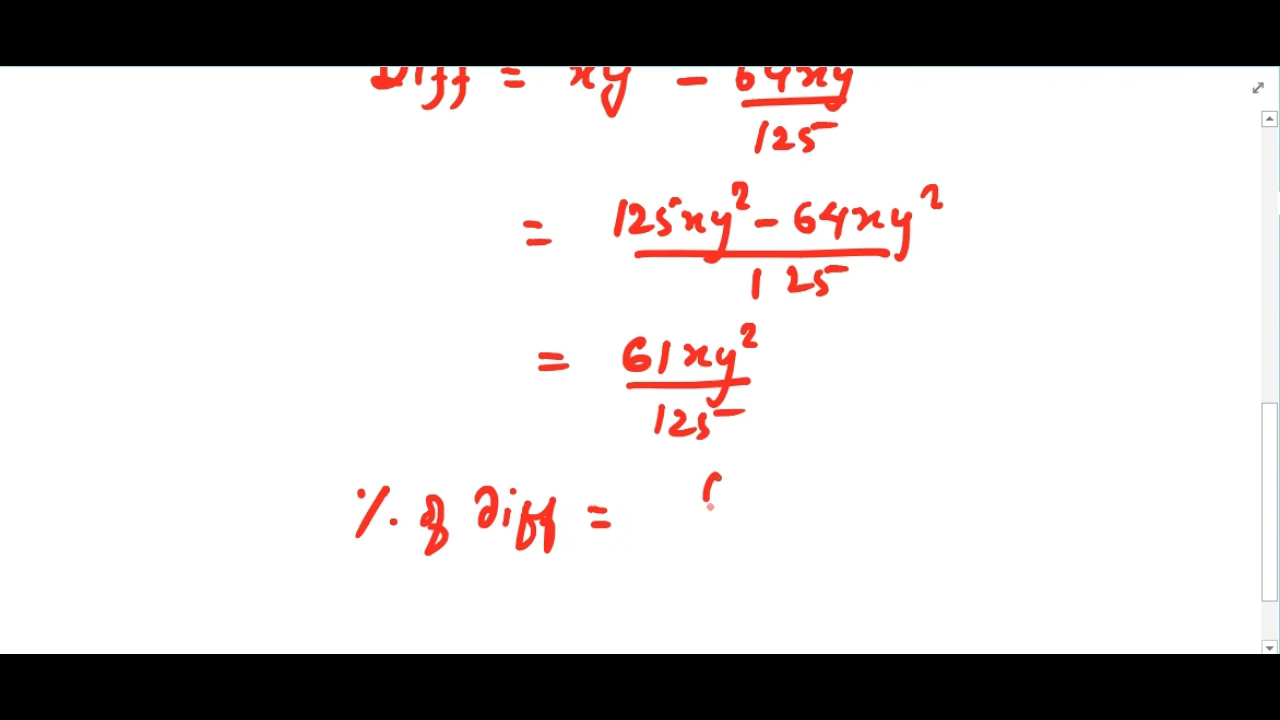 Diff = xy - 64xy
125
= 125xy² - 64xy²
125
= 61xy²
125
%. of Diff =